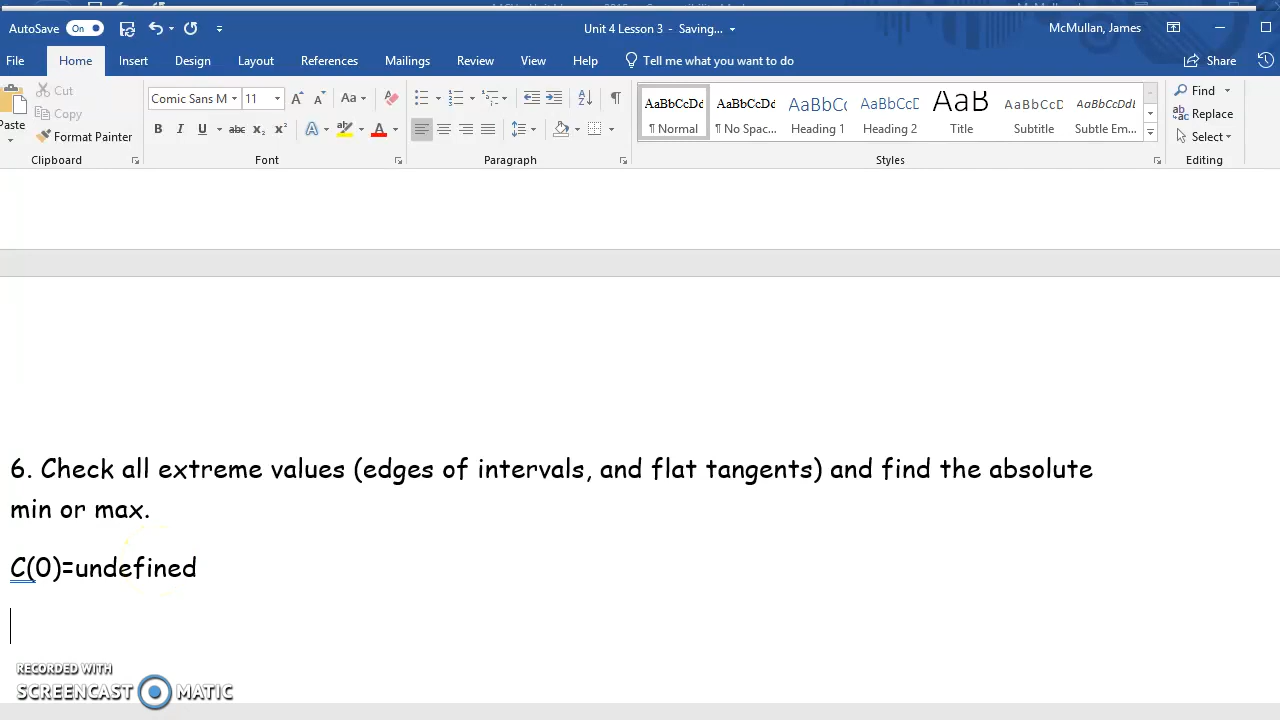 AutoSave On Unit 4 Lesson 3 - Saving... McMullan, James
File Home Insert Design Layout References Mailings Review View Help Tell me what you want to do Share
Cut
Copy
Paste
Format Painter
Clipboard
Comic Sans M 11
Font
Paragraph
AaBbCcDc AaBbCcDc AaBbC AaBbCcD AaB AaBbCcD AaBbCcDdI
¶ Normal ¶ No Spac... Heading 1 Heading 2 Title Subtitle Subtle Em...
Styles
Find
Replace
Select
Editing
6. Check all extreme values (edges of intervals, and flat tangents) and find the absolute
min or max.
C(0)=undefined
RECORDED WITH
SCREENCAST MATIC